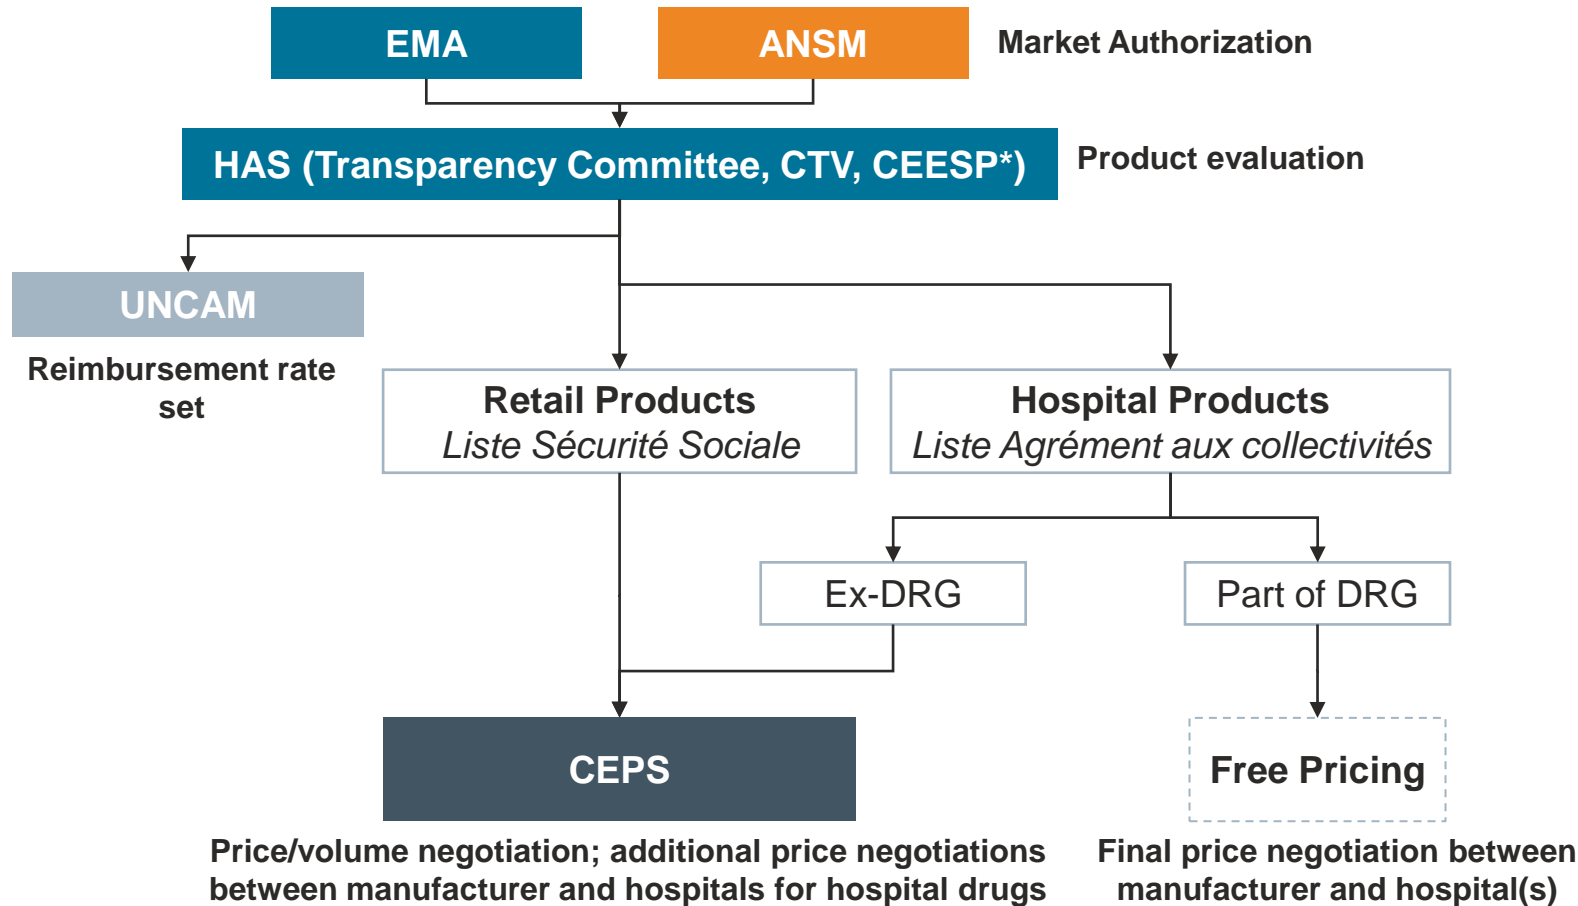 EMA
ANSM
Market Authorization
HAS (Transparency Committee, CTV, CEESP*)
Product evaluation
UNCAM
Reimbursement rate
set
Retail Products
Liste Sécurité Sociale
Hospital Products
Liste Agrément aux collectivités
Ex-DRG
Part of DRG
CEPS
Free Pricing
Price/volume negotiation; additional price negotiations
between manufacturer and hospitals for hospital drugs
Final price negotiation between
manufacturer and hospital(s)